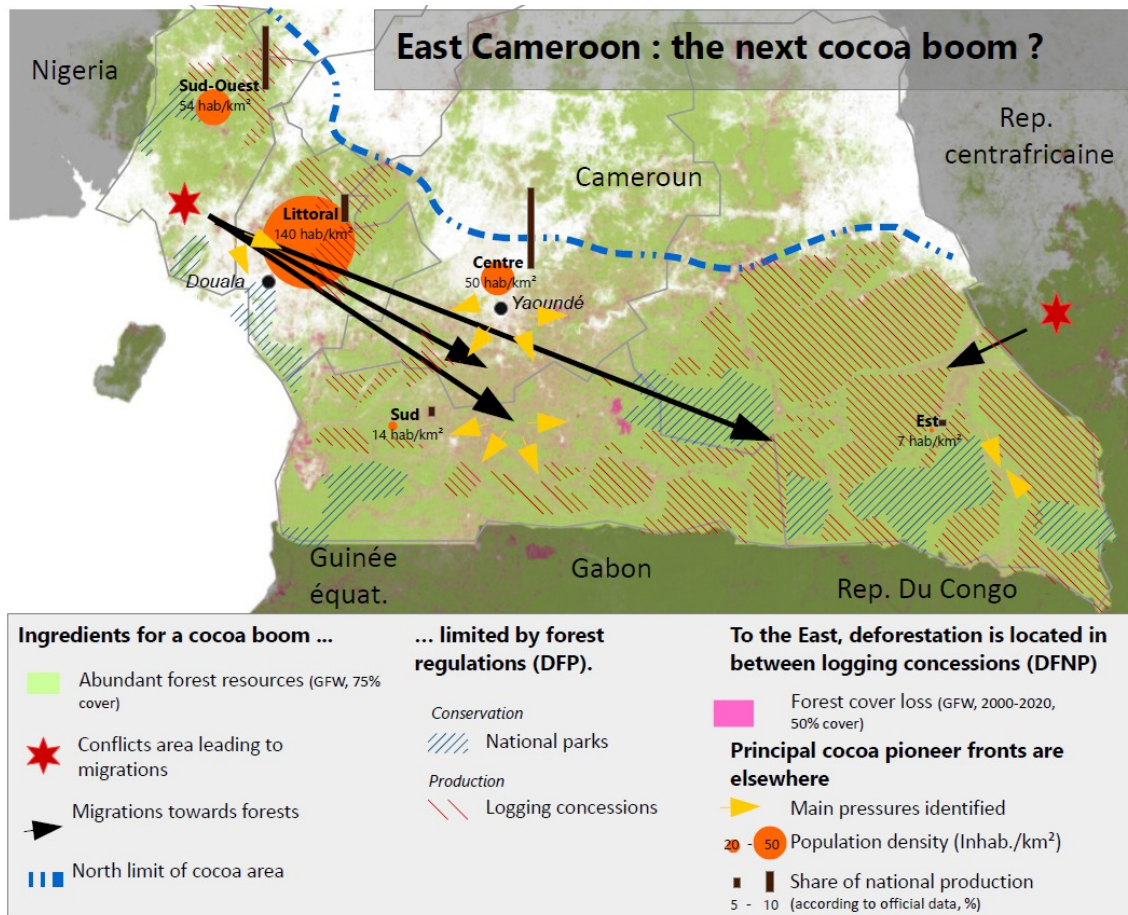 East Cameroon : the next cocoa boom ?
Nigeria
Sud-Ouest
54 hab/km²
Rep.
centrafricaine
Cameroun
Littoral
140 hab/km²
Centre
50 hab/km²
Douala
Yaoundé
Sud
14 hab/km²
Est
7 hab/km²
Guinée
équat.
Gabon
Rep. Du Congo
Ingredients for a cocoa boom ...
Abundant forest resources (GFW, 75%
cover)
Conflicts area leading to
migrations
Migrations towards forests
North limit of cocoa area
... limited by forest
regulations (DFP).
Conservation
National parks
Production
Logging concessions
To the East, deforestation is located in
between logging concessions (DFNP)
Forest cover loss (GFW, 2000-2020,
50% cover)
Principal cocoa pioneer fronts are
elsewhere
Main pressures identified
20 - 50 Population density (Inhab./km²)
Share of national production
5 - 10 (according to official data, %)